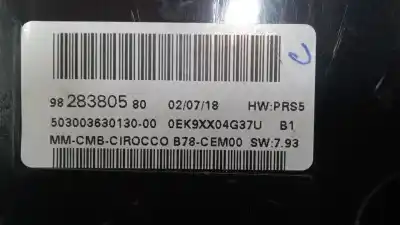 98 283805 80 02/07/18 HW:PRS5
503003630130-00 0EK9XX04G37U B1
MM-CMB-CIROCCO B78-CEM00 SW:7.93